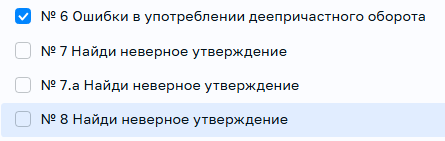 № 6 Ошибки в употреблении деепричастного оборота
№ 7 Найди неверное утверждение
№ 7.а Найди неверное утверждение
№ 8 Найди неверное утверждение